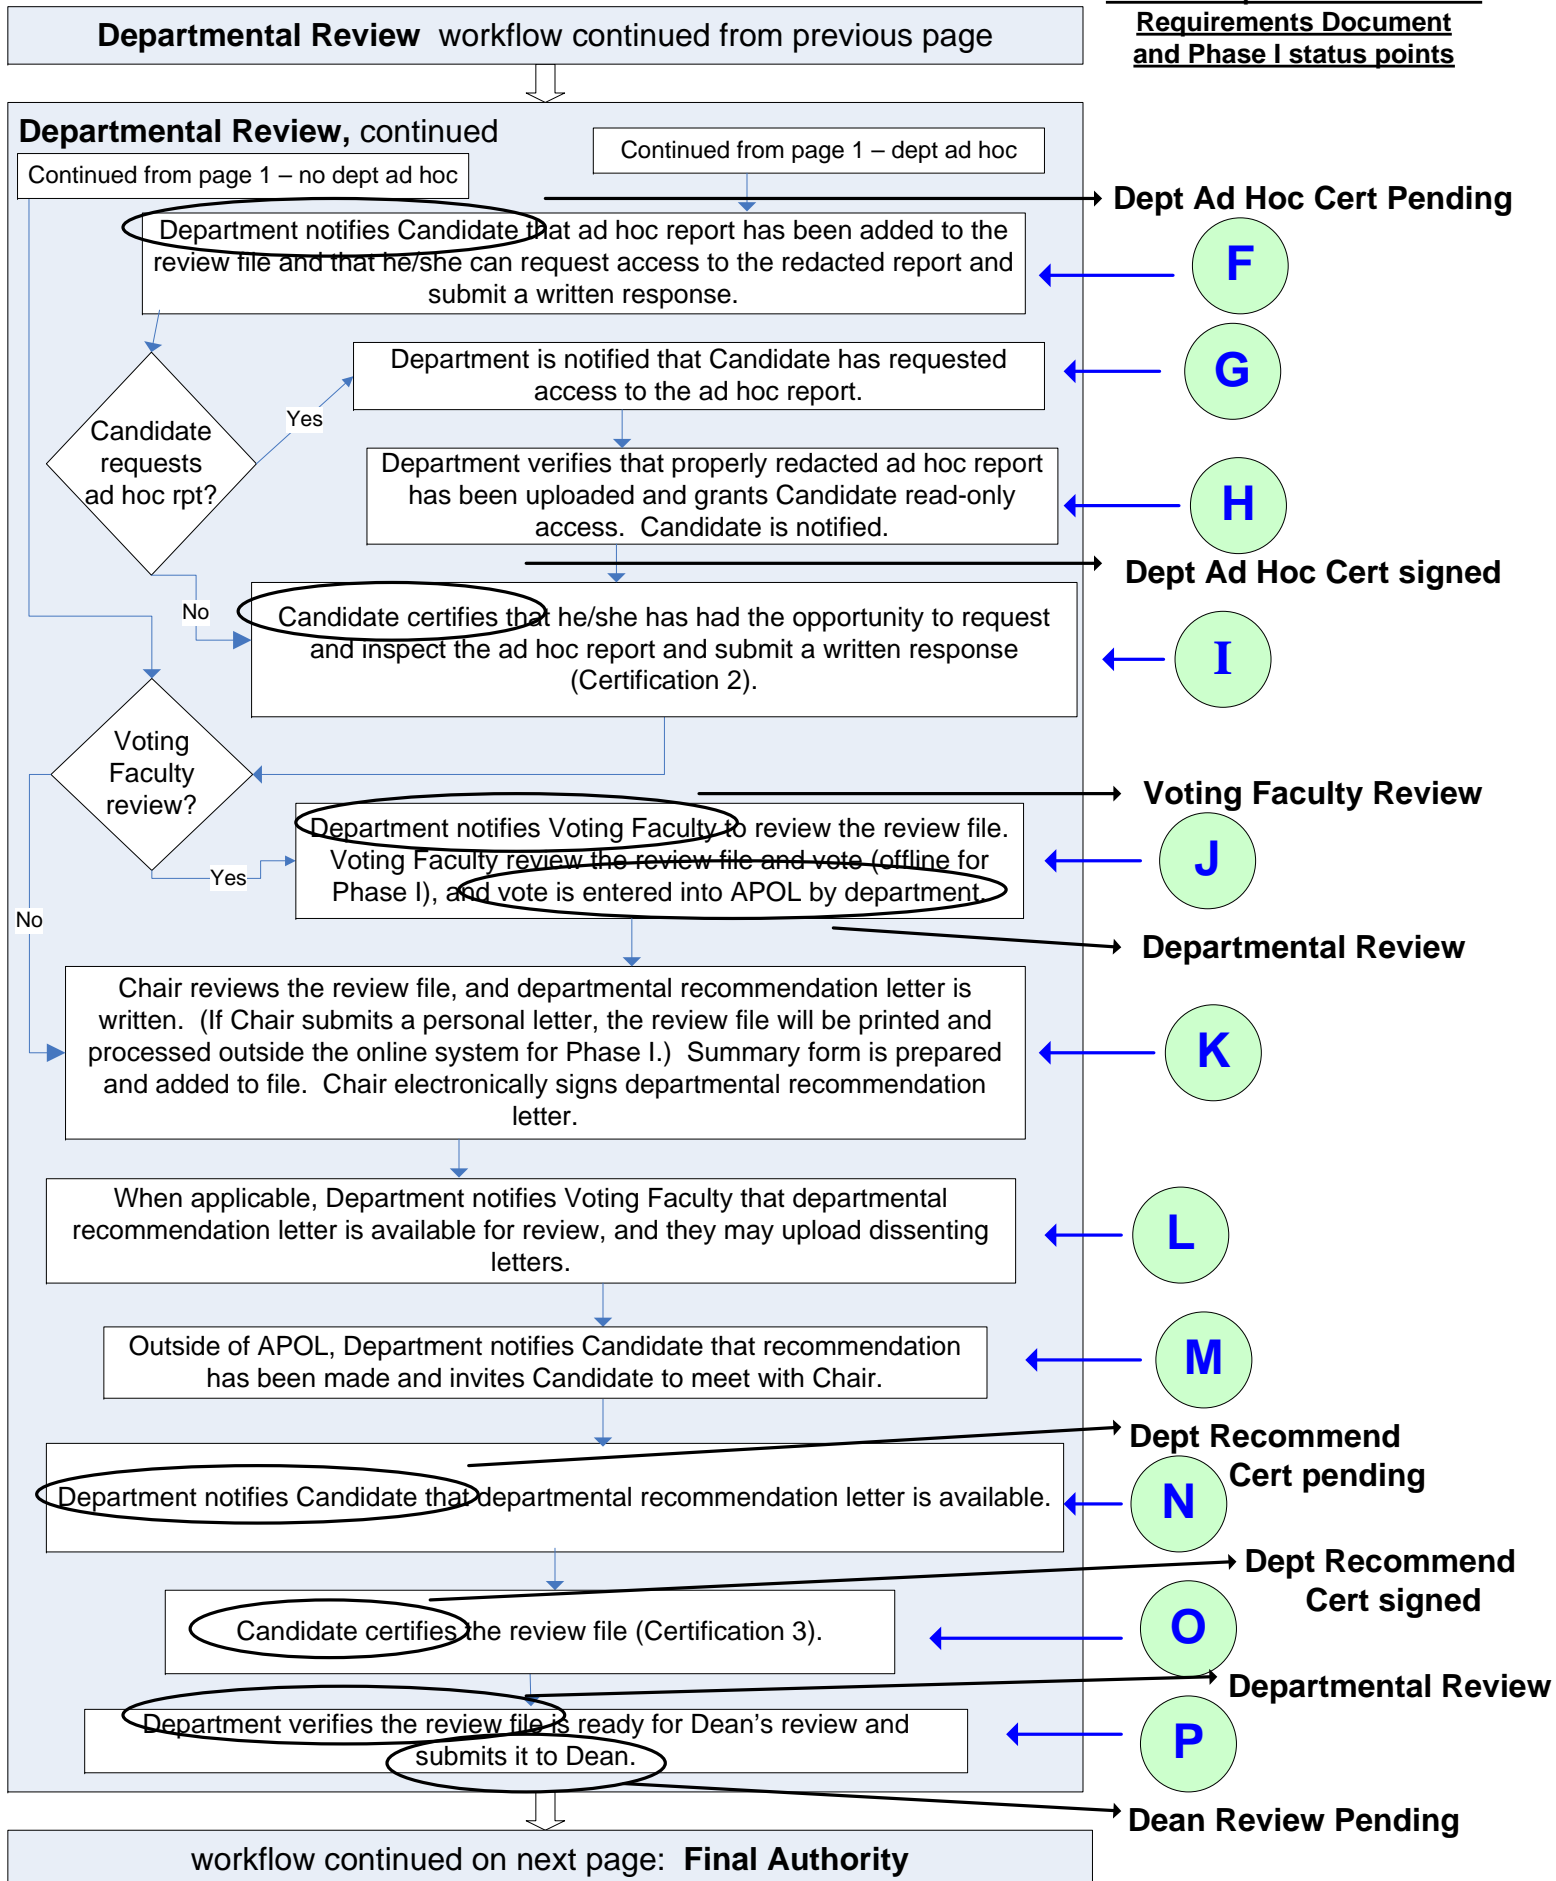 Departmental Review workflow continued from previous page
Requirements Document
and Phase I status points
Departmental Review, continued
Continued from page 1 – no dept ad hoc
Continued from page 1 – dept ad hoc
Dept Ad Hoc Cert Pending
Department notifies Candidate that ad hoc report has been added to the
review file and that he/she can request access to the redacted report and
submit a written response.
F
Department is notified that Candidate has requested
access to the ad hoc report.
G
Candidate
requests
ad hoc rpt?
Yes
Department verifies that properly redacted ad hoc report
has been uploaded and grants Candidate read-only
access. Candidate is notified.
H
Dept Ad Hoc Cert signed
No
Candidate certifies that he/she has had the opportunity to request
and inspect the ad hoc report and submit a written response
(Certification 2).
I
Voting
Faculty
review?
Voting Faculty Review
Yes
No
Department notifies Voting Faculty to review the review file.
Voting Faculty review the review file and vote (offline for
Phase I), and vote is entered into APOL by department.
J
Departmental Review
Chair reviews the review file, and departmental recommendation letter is
written. (If Chair submits a personal letter, the review file will be printed and
processed outside the online system for Phase I.) Summary form is prepared
and added to file. Chair electronically signs departmental recommendation
letter.
K
When applicable, Department notifies Voting Faculty that departmental
recommendation letter is available for review, and they may upload dissenting
letters.
L
Outside of APOL, Department notifies Candidate that recommendation
has been made and invites Candidate to meet with Chair.
M
Dept Recommend
Cert pending
Department notifies Candidate that departmental recommendation letter is available.
N
Dept Recommend
Cert signed
Candidate certifies the review file (Certification 3).
O
Departmental Review
Department verifies the review file is ready for Dean's review and
submits it to Dean.
P
Dean Review Pending
workflow continued on next page: Final Authority